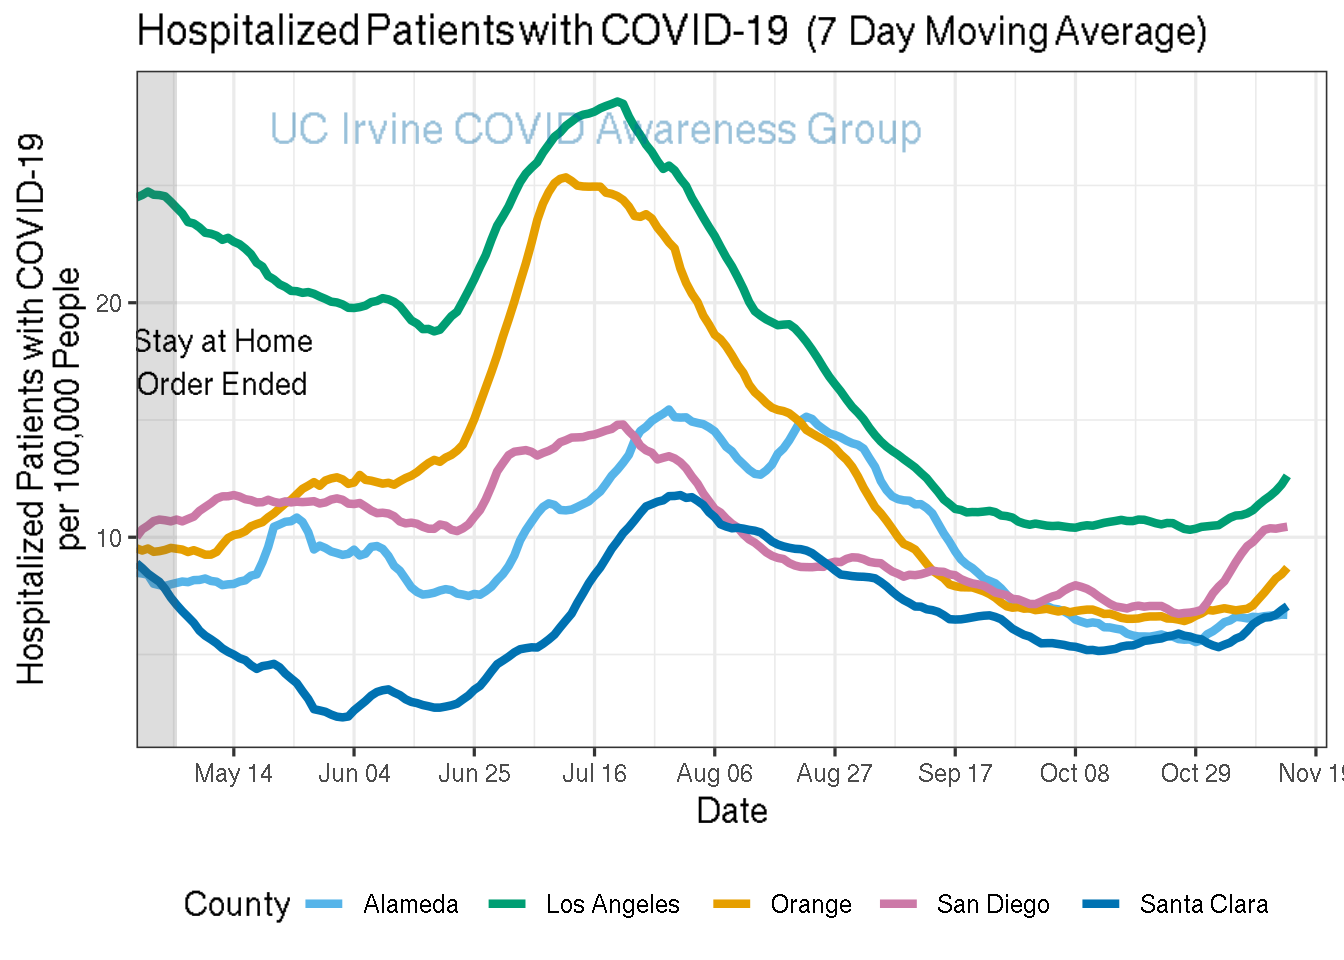 Hospitalized Patients with COVID-19 (7 Day Moving Average)
UC Irvine COVID Awareness Group
Hospitalized Patients with COVID-19
per 100,000 People
20
10
Stay at Home
Order Ended
May 14 Jun 04 Jun 25 Jul 16 Aug 06 Aug 27 Sep 17 Oct 08 Oct 29 Nov 19
Date
County Alameda Los Angeles Orange San Diego Santa Clara